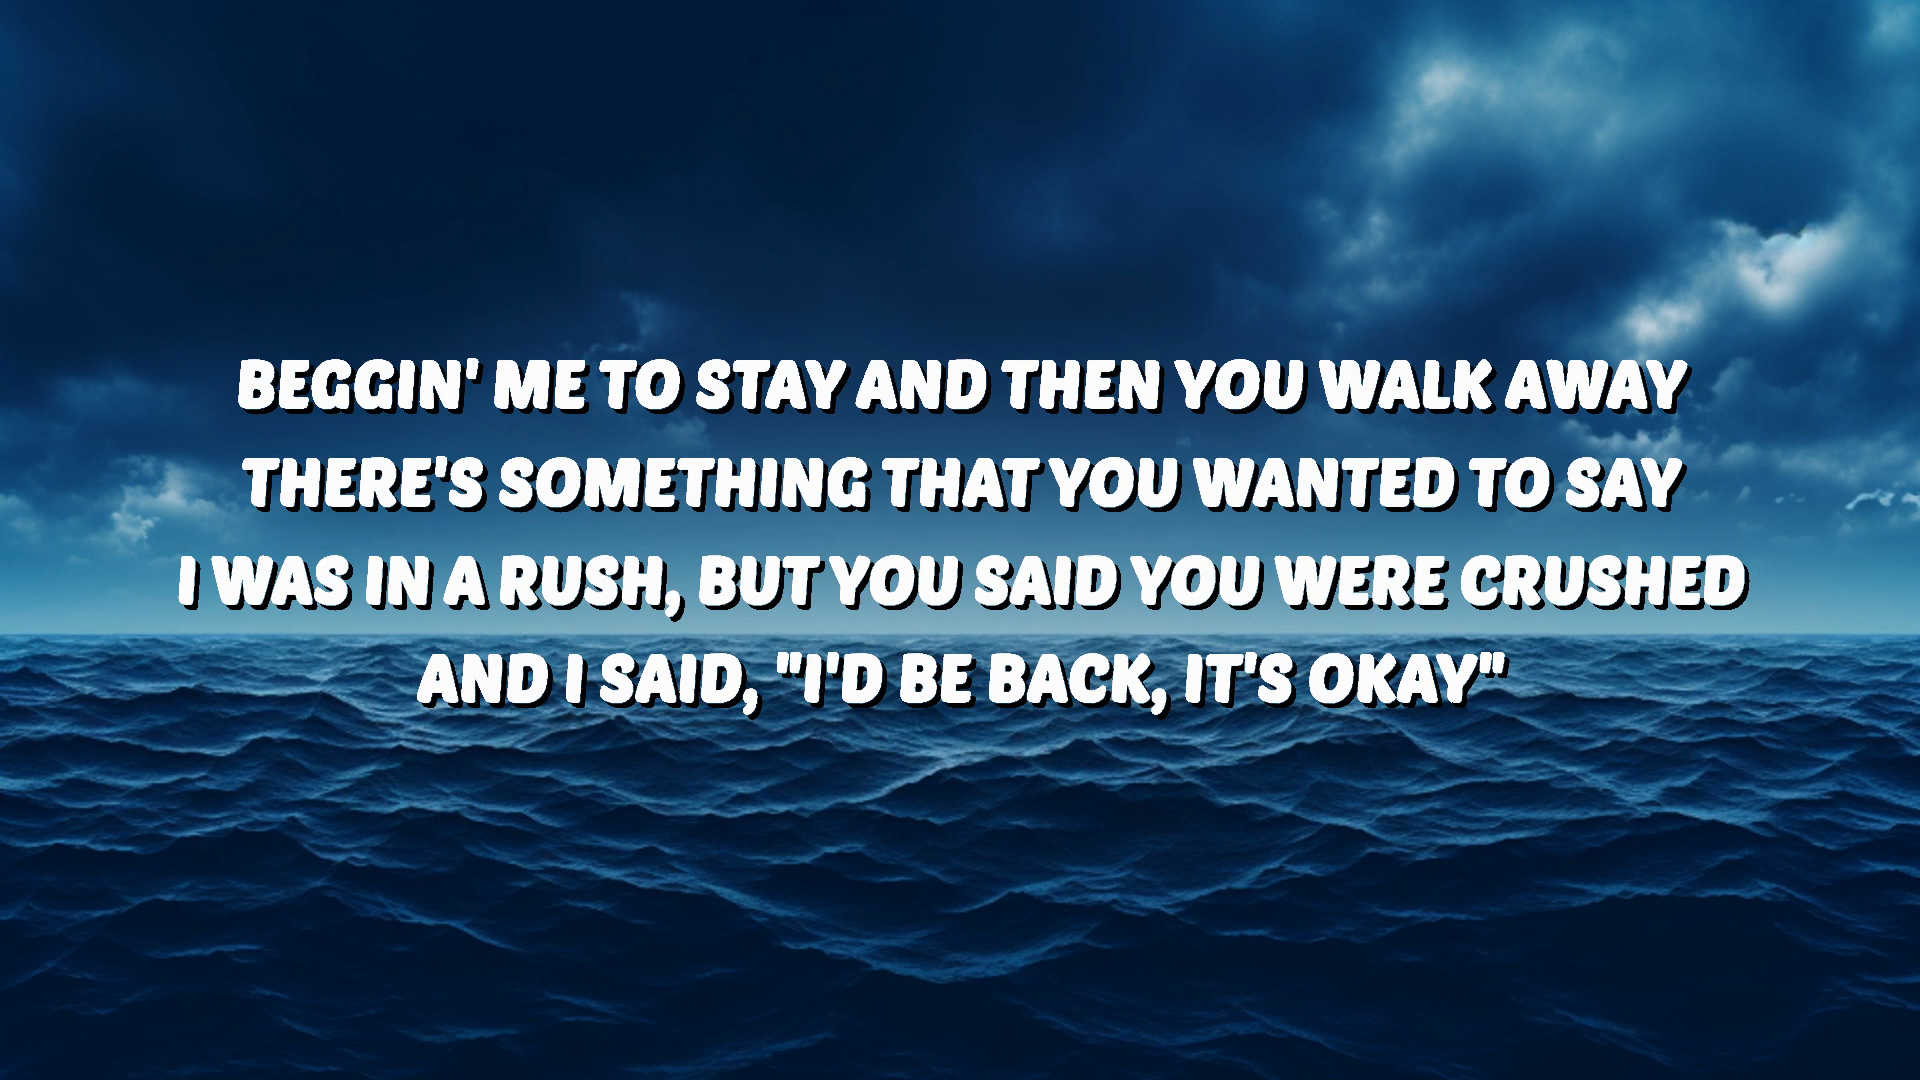 BEGGIN' ME TO STAY AND THEN YOU WALK AWAY
THERE'S SOMETHING THAT YOU WANTED TO SAY
I WAS IN A RUSH, BUT YOU SAID YOU WERE CRUSHED
AND I SAID, "I'D BE BACK, IT'S OKAY"